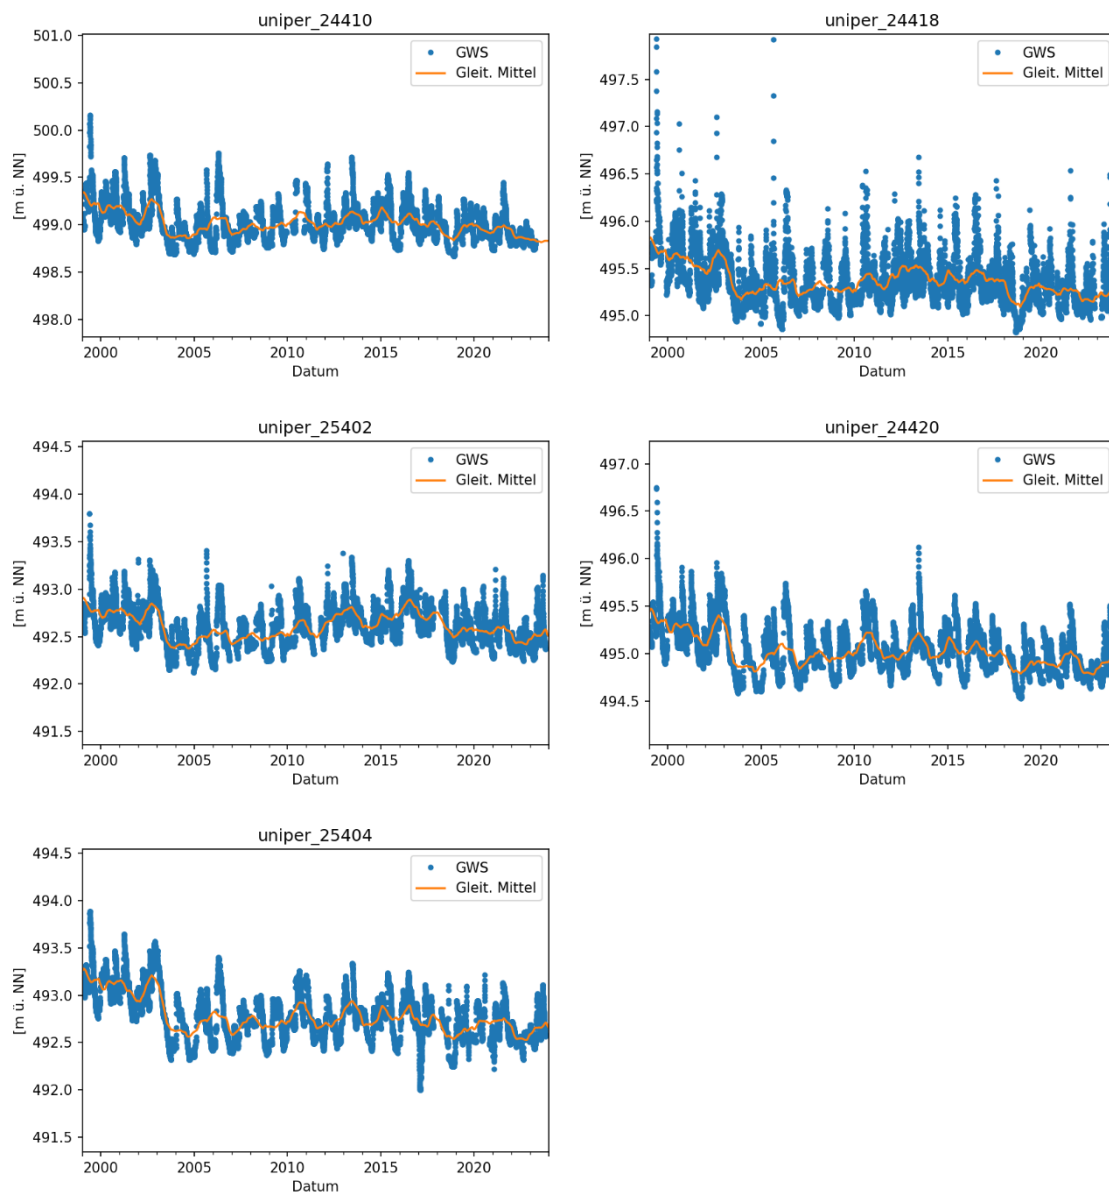 uniper_24410
501.0
500.5
500.0
499.5
499.0
498.5
498.0
[m ü. NN]
GWS
Gleit. Mittel
2000 2005 2010 2015 2020
Datum
uniper_24418
497.5
497.0
496.5
496.0
495.5
495.0
GWS
Gleit. Mittel
2000 2005 2010 2015 2020
Datum
uniper_25402
494.5
494.0
493.5
493.0
492.5
492.0
491.5
[m ü. NN]
GWS
Gleit. Mittel
2000 2005 2010 2015 2020
Datum
uniper_24420
497.0
496.5
496.0
495.5
495.0
494.5
GWS
Gleit. Mittel
2000 2005 2010 2015 2020
Datum
uniper_25404
494.5
494.0
493.5
493.0
492.5
492.0
491.5
[m ü. NN]
GWS
Gleit. Mittel
2000 2005 2010 2015 2020
Datum